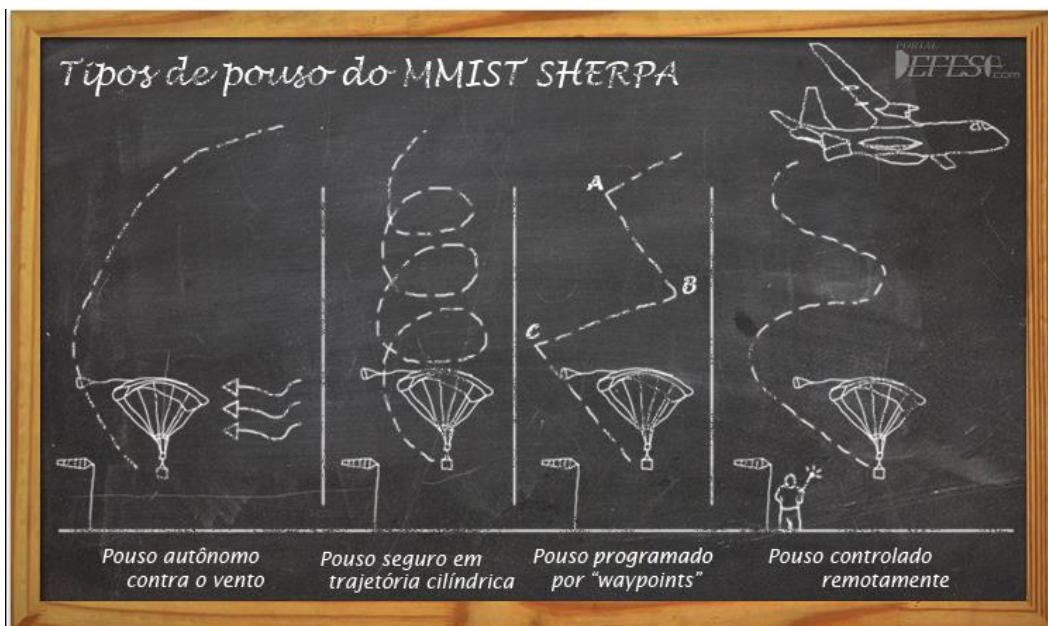 Tipos de pouso do MMIST SHERPA
PORTAL
DEFESA
.com
A
B
C
Pouso autônomo
contra o vento
Pouso seguro em
trajetória cilíndrica
Pouso programado
por “waypoints”
Pouso controlado
remotamente